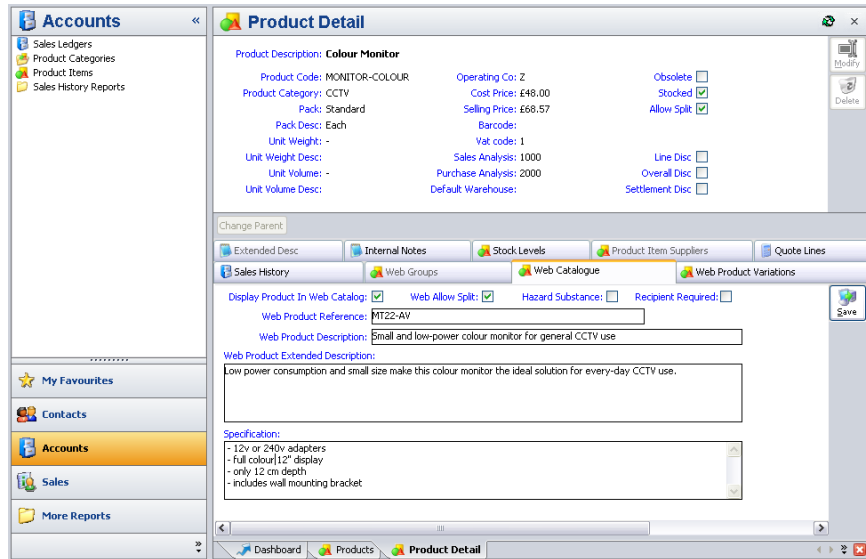 Accounts «
Sales Ledgers
Product Categories
Product Items
Sales History Reports
My Favourites
Contacts
Accounts
Sales
More Reports
»
Product Detail
Modify
Delete
Product Description: Colour Monitor
Product Code: MONITOR-COLOUR Operating Co: Z Obsolete
Product Category: CCTV Cost Price: £48.00 Stocked
Pack: Standard Selling Price: £68.57 Allow Split
Pack Desc: Each Barcode:
Unit Weight: - Vat code: 1
Unit Weight Desc: Sales Analysis: 1000 Line Disc
Unit Volume: - Purchase Analysis: 2000 Overall Disc
Unit Volume Desc: Default Warehouse: Settlement Disc
Change Parent
Extended Desc Internal Notes Stock Levels Product Item Suppliers Quote Lines
Sales History Web Groups Web Catalogue Web Product Variations
Display Product In Web Catalog: Web Allow Split: Hazard Substance: Recipient Required:
Save
Web Product Reference: MT22-AV
Web Product Description: Small and low-power colour monitor for general CCTV use
Web Product Extended Description:
Low power consumption and small size make this colour monitor the ideal solution for every-day CCTV use.
Specification:
- 12v or 240v adapters
- full colour 12" display
- only 12 cm depth
- includes wall mounting bracket
Dashboard Products Product Detail